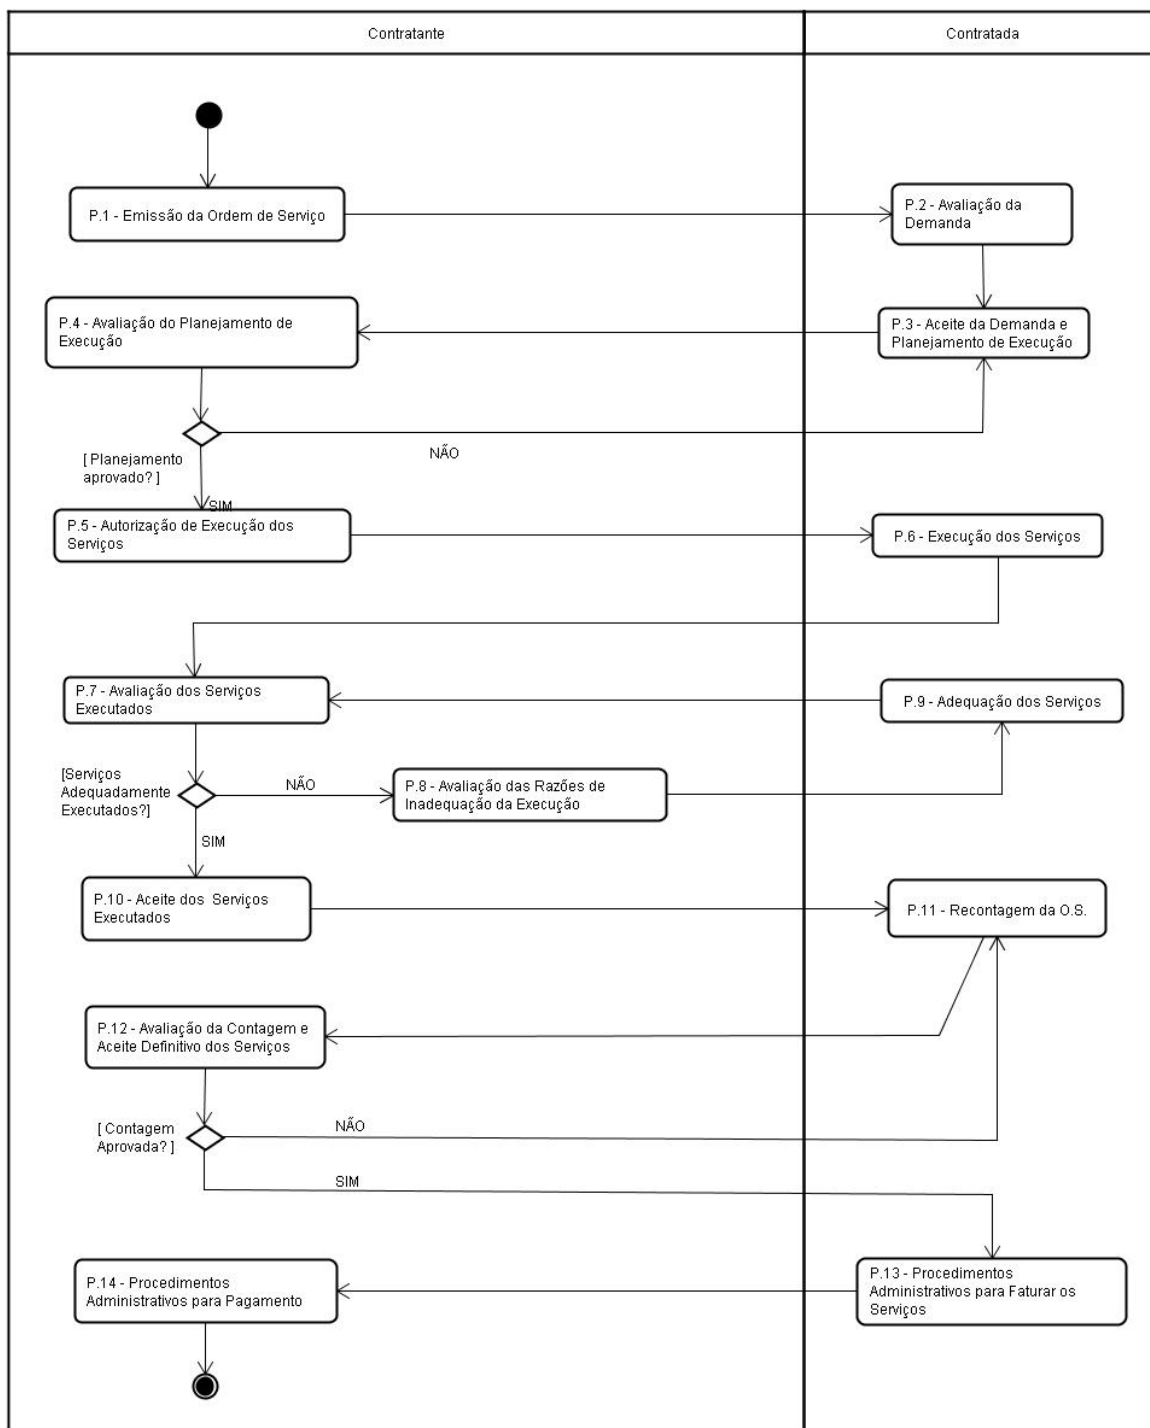 Contratante
Contratada
P.1 - Emissão da Ordem de Serviço
P.2 - Avaliação da
Demanda
P.4 - Avaliação do Planejamento de
Execução
P.3 - Aceite da Demanda e
Planejamento de Execução
[ Planejamento
aprovado? ]
NÃO
SIM
P.5 - Autorização de Execução dos
Serviços
P.6 - Execução dos Serviços
P.7 - Avaliação dos Serviços
Executados
P.9 - Adequação dos Serviços
[Serviços
Adequadamente
Executados?]
NÃO
P.8 - Avaliação das Razões de
Inadequação da Execução
SIM
P.10 - Aceite dos  Serviços
Executados
P.11 - Recontagem da O.S.
P.12 - Avaliação da Contagem e
Aceite Definitivo dos Serviços
[ Contagem
Aprovada? ]
NÃO
SIM
P.14 - Procedimentos
Administrativos para Pagamento
P.13 - Procedimentos
Administrativos para Faturar os
Serviços